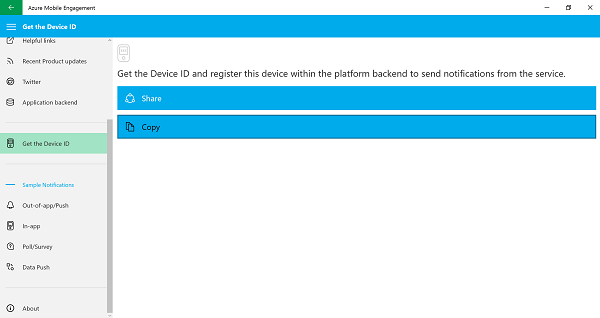 Azure Mobile Engagement
Get the Device ID
Helpful links
Recent Product updates
Twitter
Application backend
Get the Device ID
Sample Notifications
Out-of-app/Push
In-app
Poll/Survey
Data Push
About
Get the Device ID and register this device within the platform backend to send notifications from the service.
Share
Copy